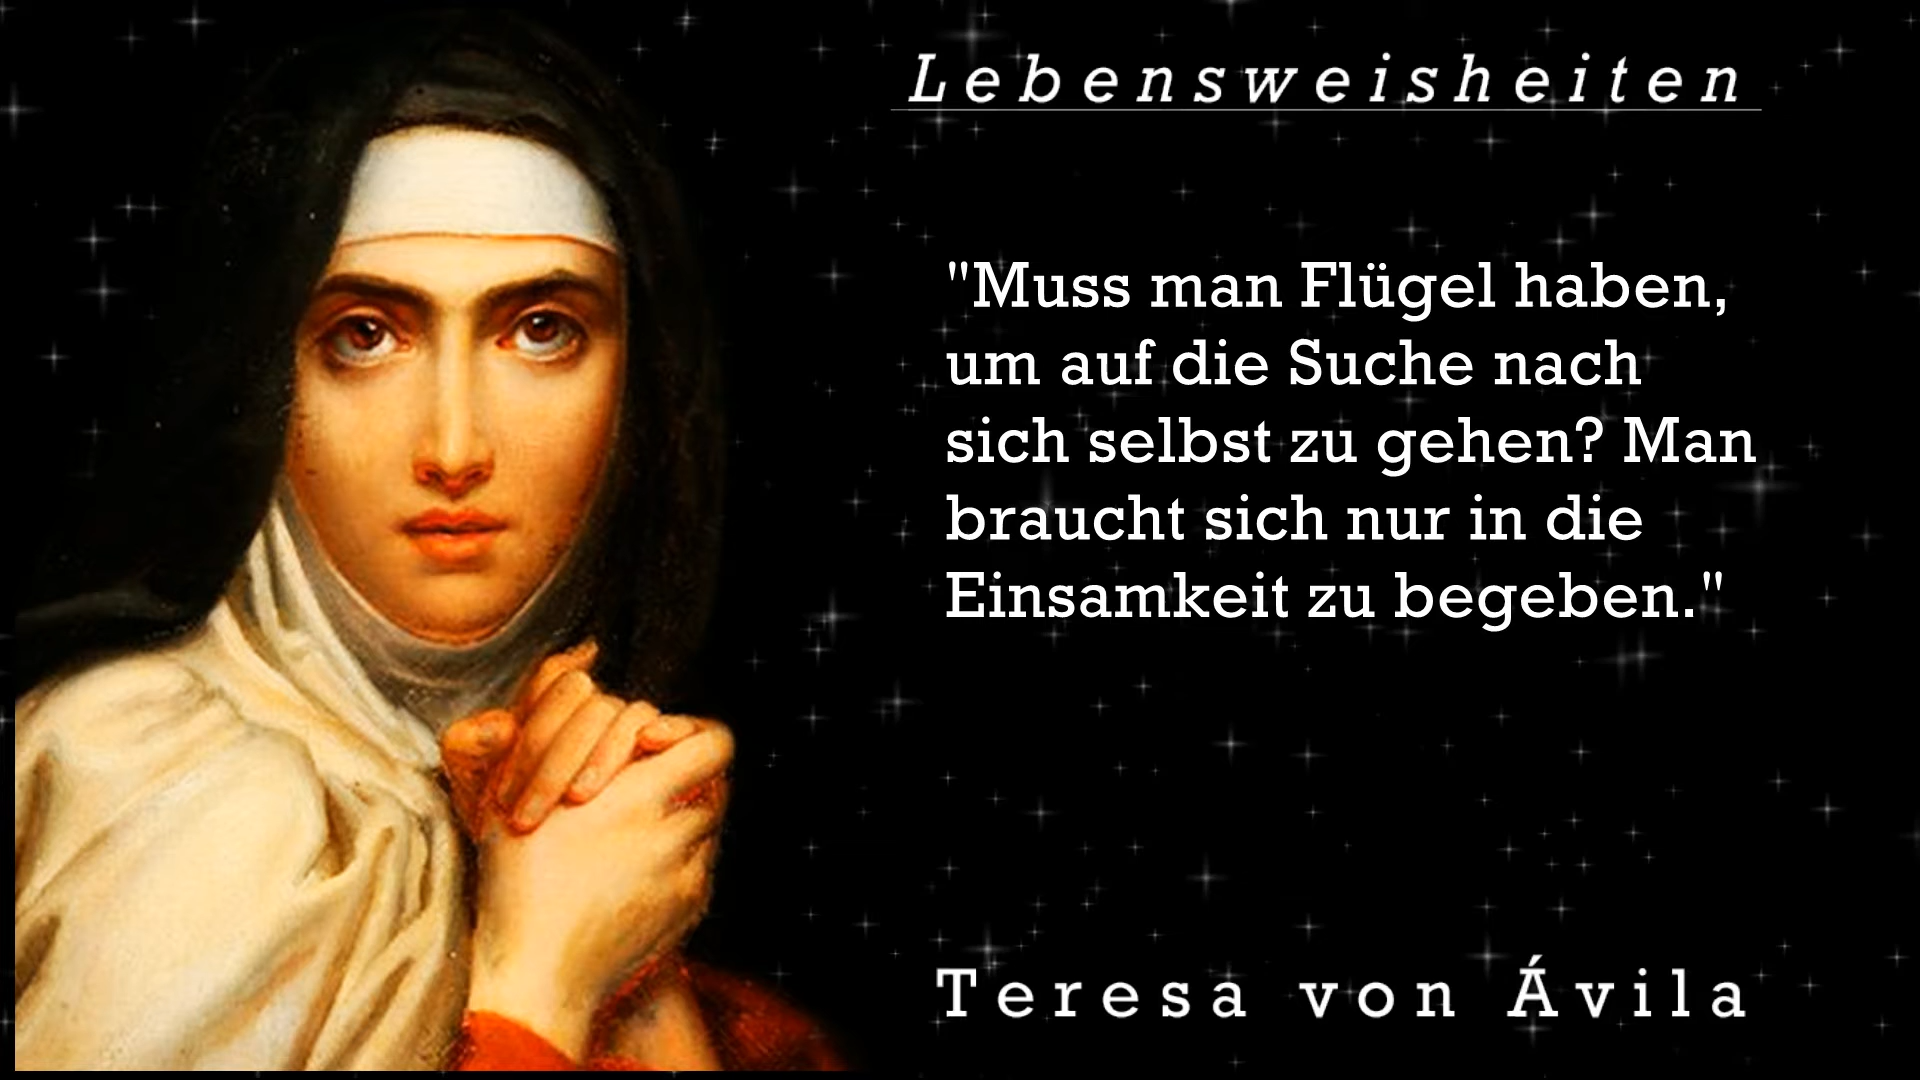 Lebensweisheiten
"Muss man Flügel haben,
um auf die Suche nach
sich selbst zu gehen? Man
braucht sich nur in die
Einsamkeit zu begeben."
Teresa von Ávila